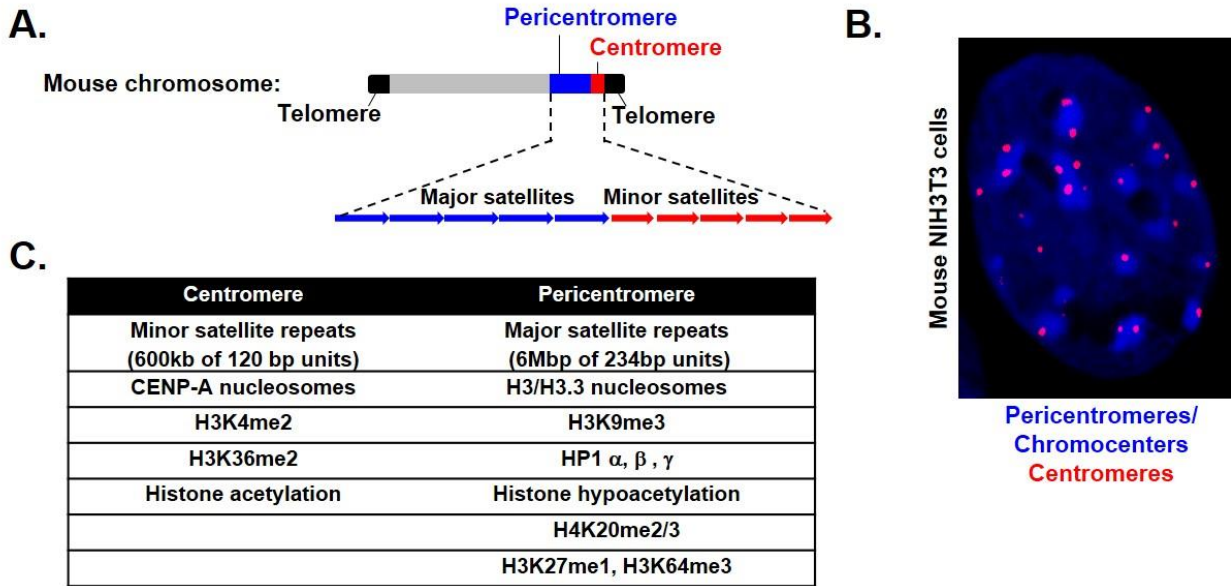 A.
Pericentromere
Centromere
Mouse chromosome:
Telomere
Telomere
Major satellites
Minor satellites
B.
Mouse NIH3T3 cells
Pericentromeres/
Chromocenters
Centromeres
C.
Centromere Pericentromere
Minor satellite repeats Major satellite repeats
(600kb of 120 bp units) (6Mbp of 234bp units)
CENP-A nucleosomes H3/H3.3 nucleosomes
H3K4me2 H3K9me3
H3K36me2 HP1 α, β , γ
Histone acetylation Histone hypoacetylation
H4K20me2/3
H3K27me1, H3K64me3